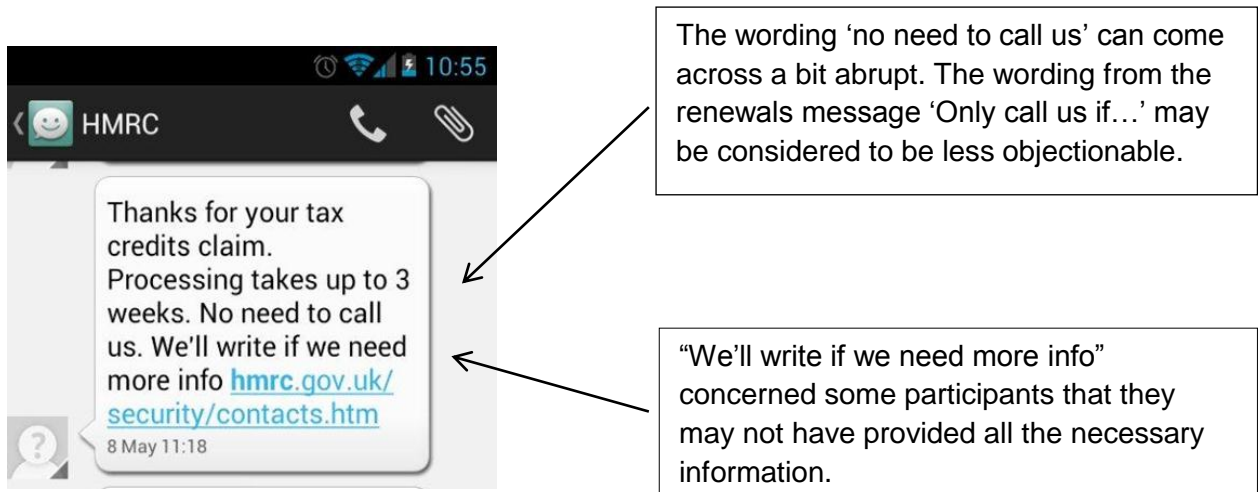 10:55
HMRC
Thanks for your tax
credits claim.
Processing takes up to 3
weeks. No need to call
us. We'll write if we need
more info hmrc.gov.uk/
security/contacts.htm
8 May 11:18
The wording ‘no need to call us’ can come
across a bit abrupt. The wording from the
renewals message ‘Only call us if…’ may
be considered to be less objectionable.
“We’ll write if we need more info”
concerned some participants that they
may not have provided all the necessary
information.